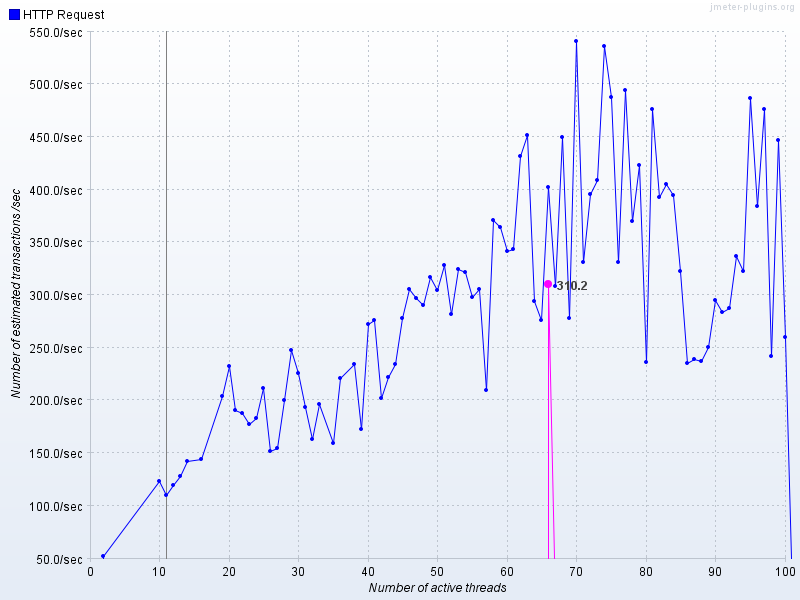 jmeter-plugins.org
HTTP Request
550.0/sec
500.0/sec
450.0/sec
400.0/sec
350.0/sec
300.0/sec
250.0/sec
200.0/sec
150.0/sec
100.0/sec
50.0/sec
Number of estimated transactions /sec
310.2
0 10 20 30 40 50 60 70 80 90 100
Number of active threads